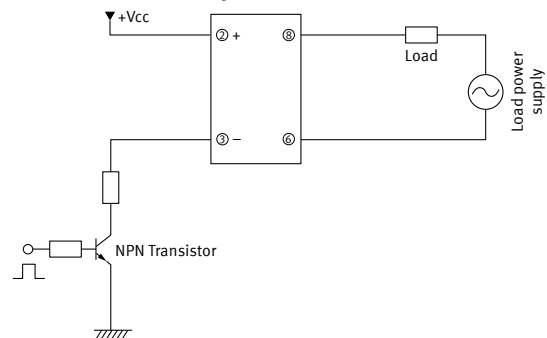 +Vcc
② +
⑧
Load
Load power
supply
③ −
⑥
NPN Transistor